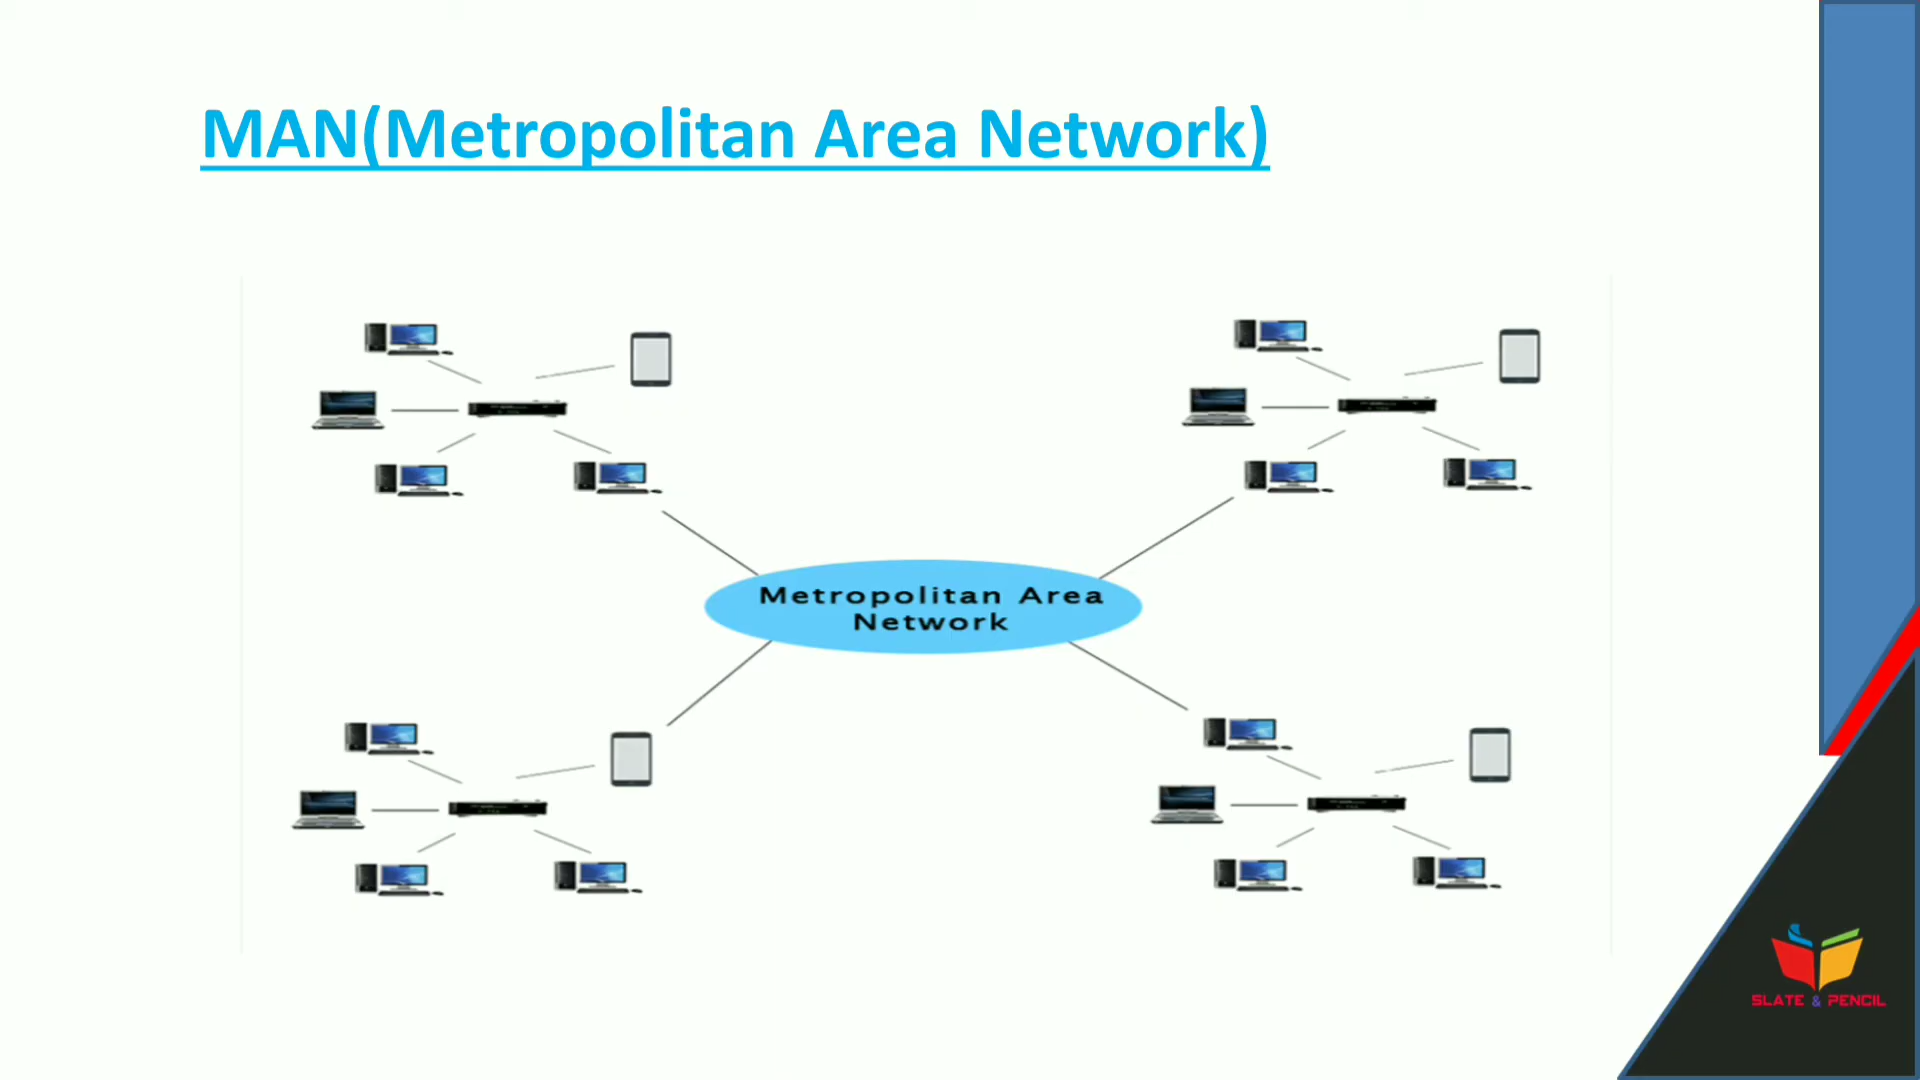 MAN(Metropolitan Area Network)
Metropolitan Area
Network
SLATE & PENCIL